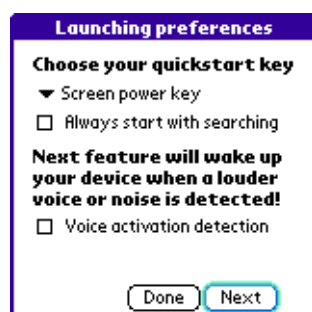 Launching preferences
Choose your quickstart key
Screen power key
Always start with searching
Next feature will wake up
your device when a louder
voice or noise is detected!
Voice activation detection
Done Next